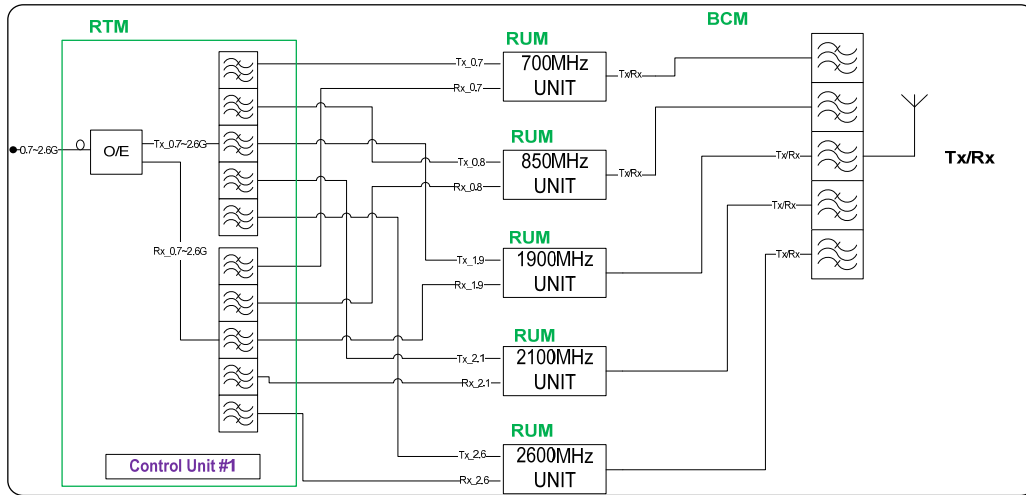 RTM
BCM
RUM
Tx_0.7
700MHz
UNIT
Tx/Rx
Rx_0.7
0.7~2.6G
O/E
Tx_0.7~2.6G
RUM
Tx_0.8
850MHz
UNIT
Tx/Rx
Rx_0.8
Tx/Rx
Tx/Rx
Rx_0.7~2.6G
RUM
Tx_1.9
1900MHz
UNIT
Rx_1.9
Tx/Rx
Tx/Rx
RUM
Tx_2.1
2100MHz
UNIT
Rx_2.1
RUM
Tx_2.6
2600MHz
UNIT
Rx_2.6
Control Unit #1